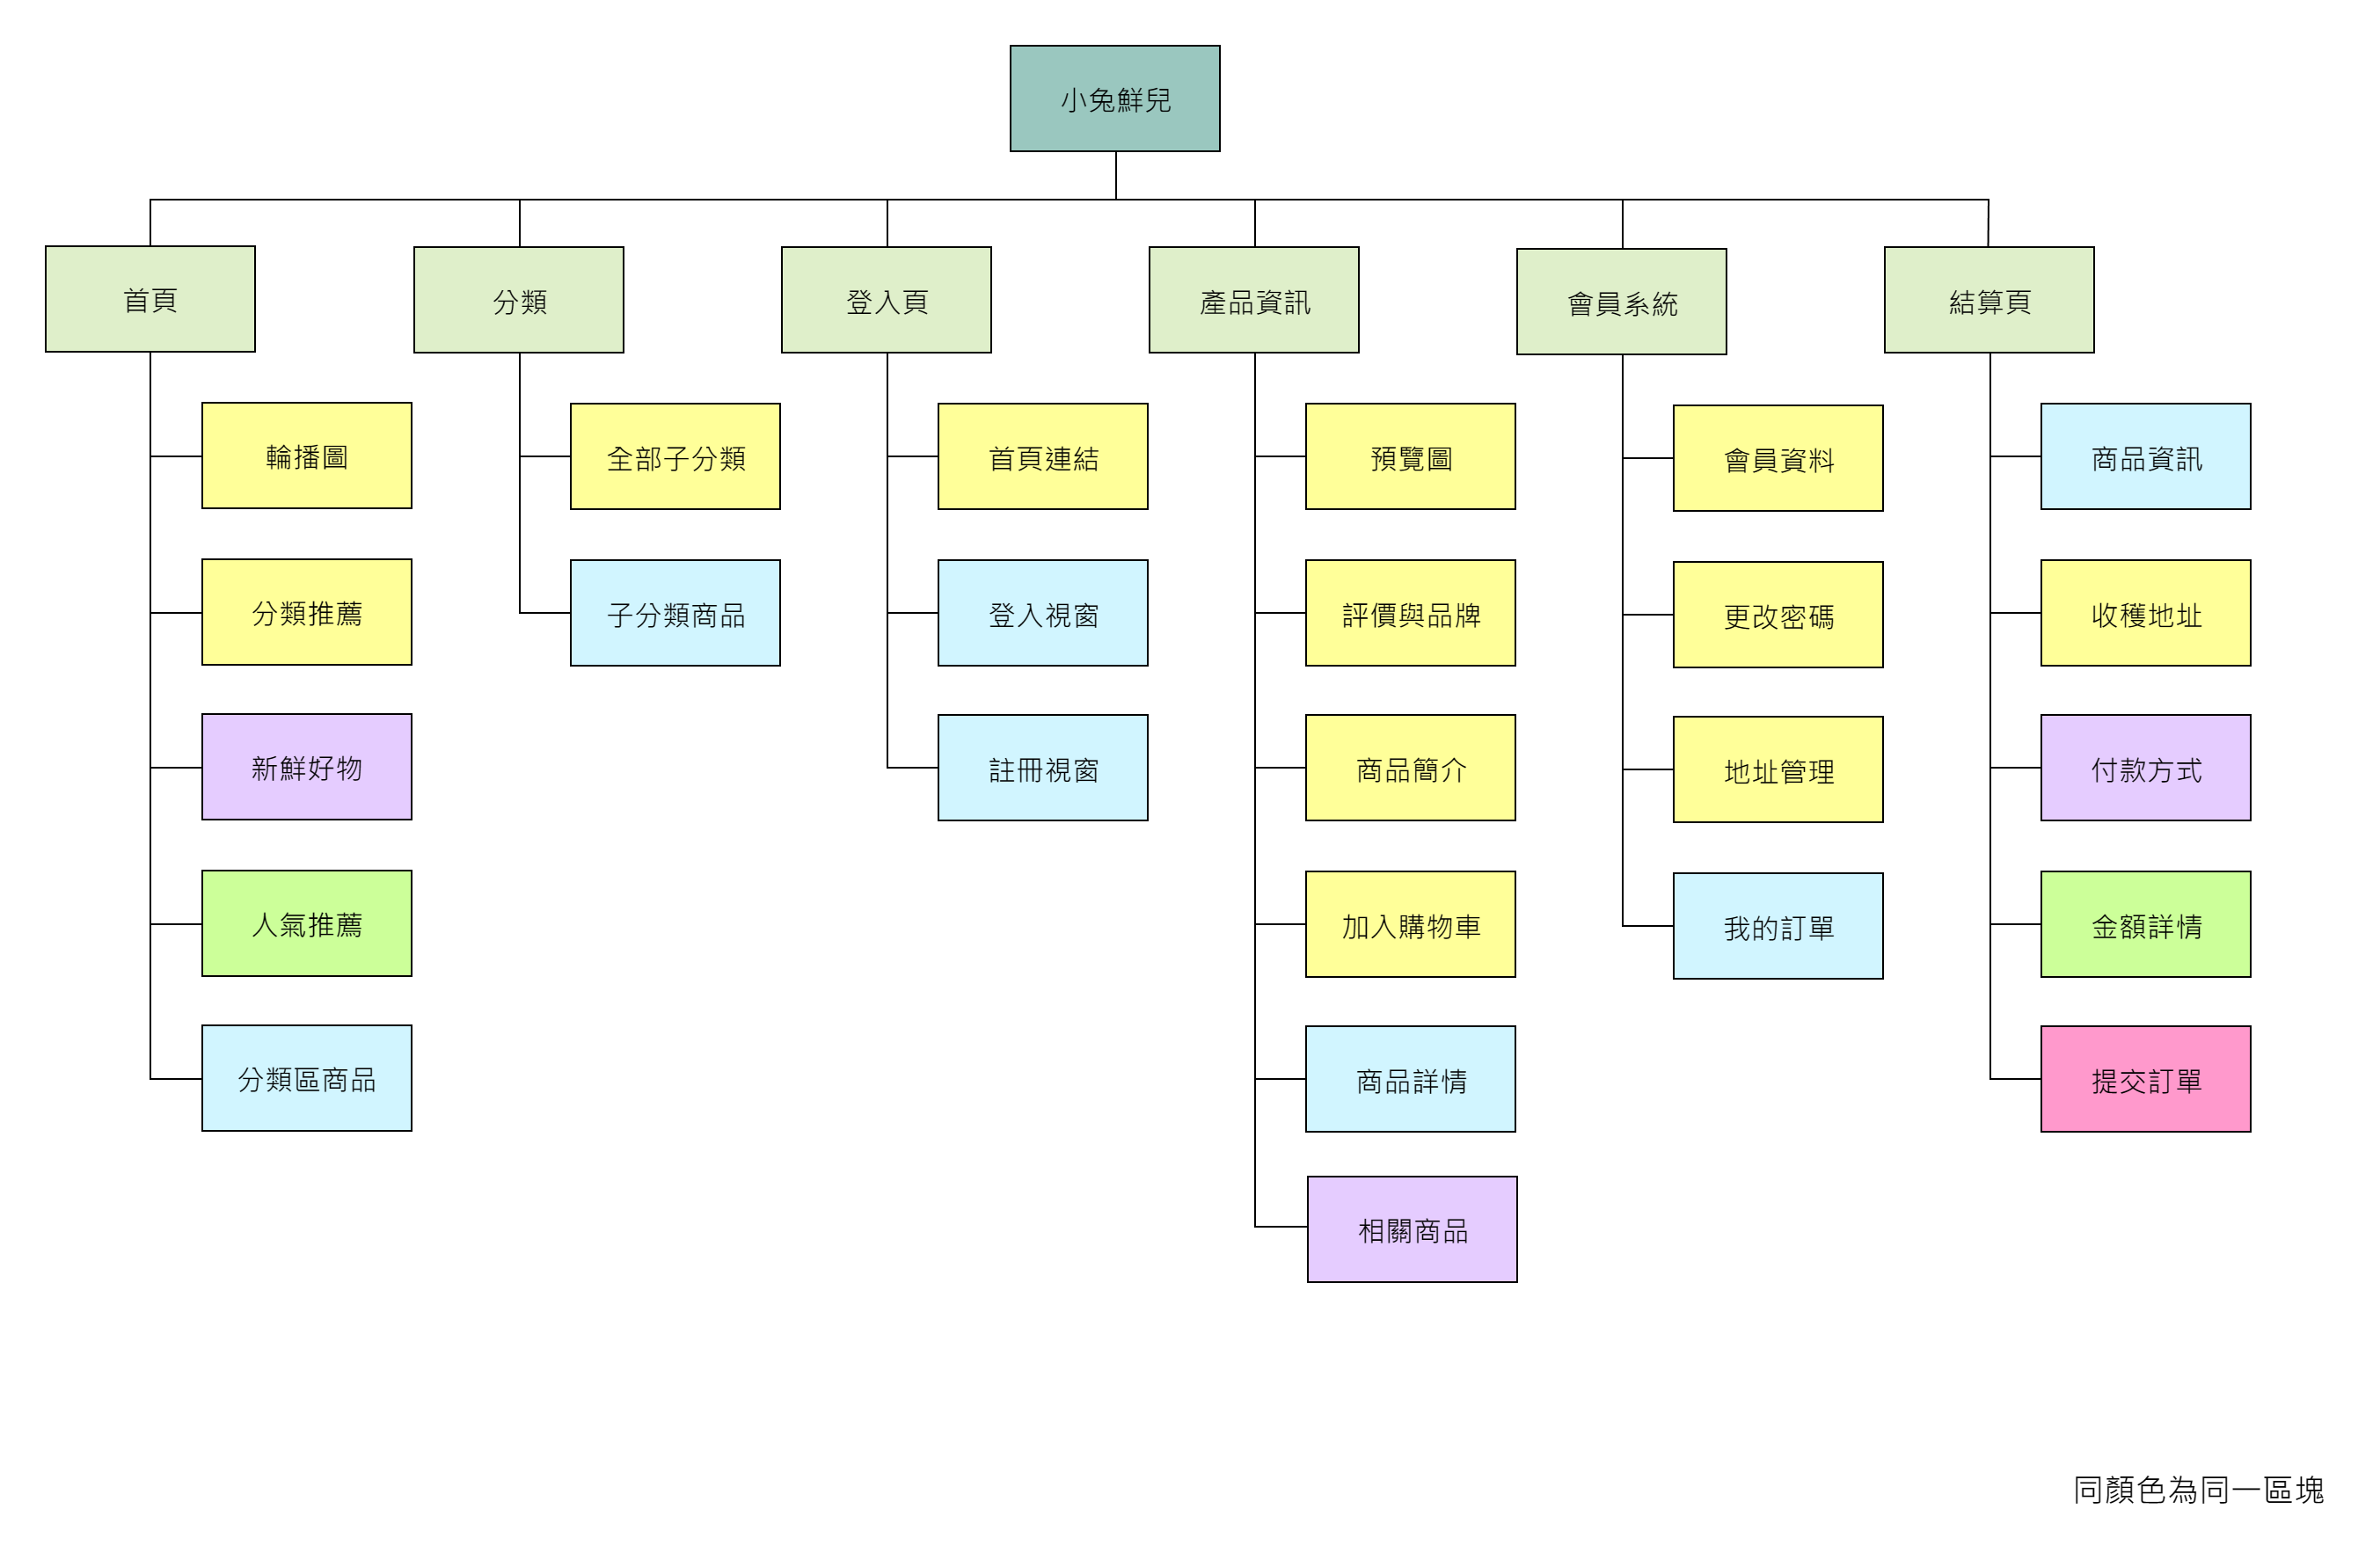 小兔鮮兒
首頁
分類
登入頁
產品資訊
會員系統
結算頁
輪播圖
分類推薦
新鮮好物
人氣推薦
分類區商品
全部子分類
子分類商品
首頁連結
登入視窗
註冊視窗
預覽圖
評價與品牌
商品簡介
加入購物車
商品詳情
相關商品
會員資料
更改密碼
地址管理
我的訂單
商品資訊
收穫地址
付款方式
金額詳情
提交訂單
同顏色為同一區塊